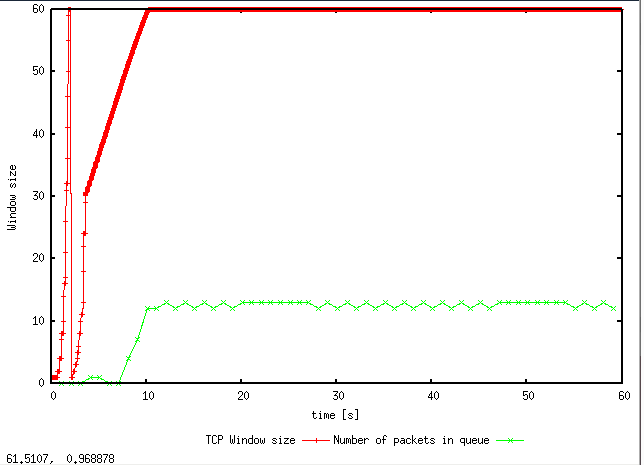 60
50
40
30
20
10
0
Window size
0 10 20 30 40 50 60
time [s]
TCP Window size Number of packets in queue
61.5107, 0.968878